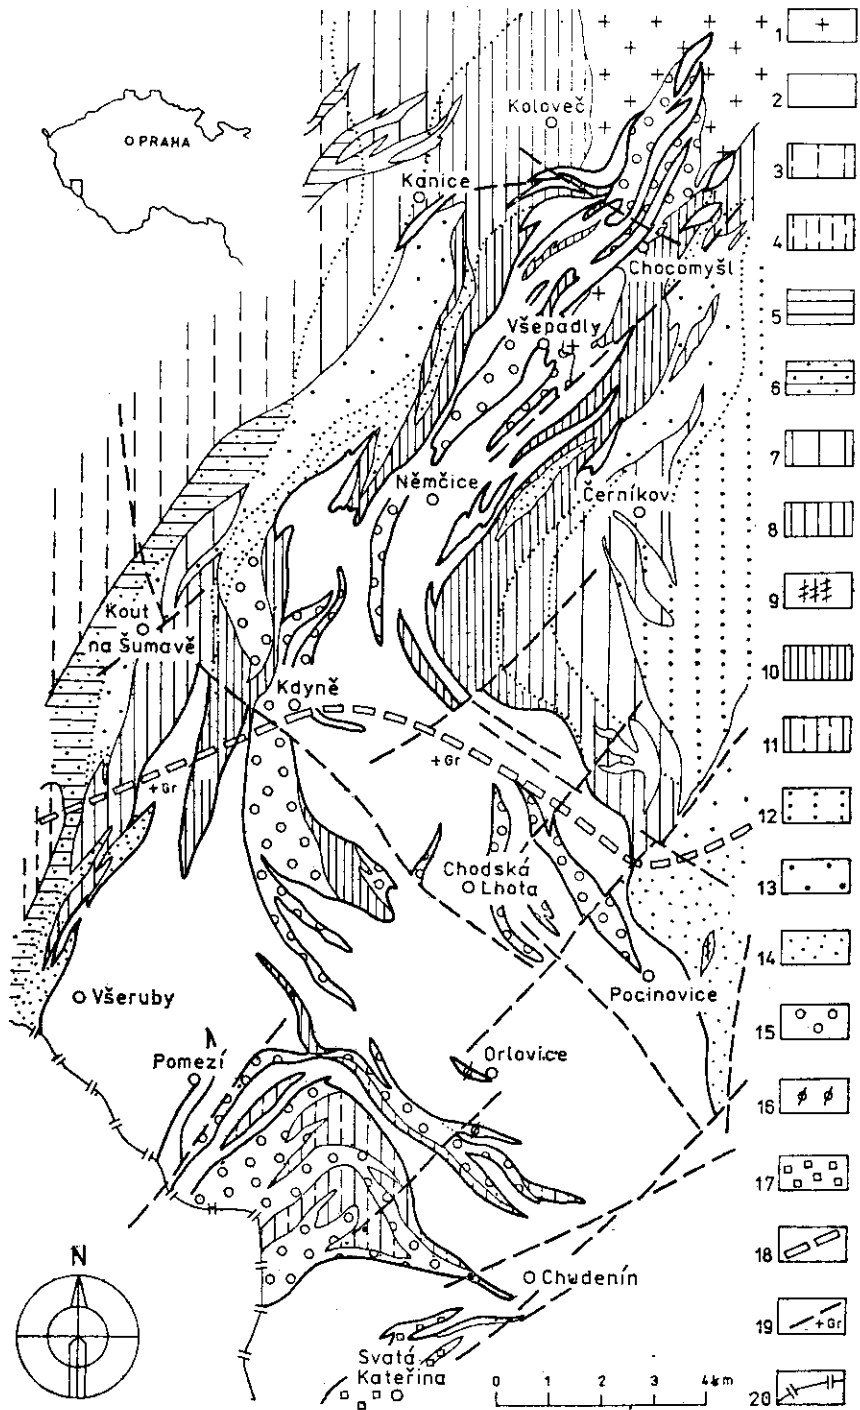 PRAHA
Koloveč
Kanice
Chocomyšl
Všepadly
Němčice
Černíkov
Kout
na Šumavě
Kdyně
+Gr
+Gr
Chodská
Lhota
Pocinovice
Všeruby
Orlovice
Pomezí
Chudenín
Svatá
Kateřina
N
0 1 2 3 4 km
1
2
3
4
5
6
7
8
9
10
11
12
13
14
15
16
17
18
19 +Gr
20